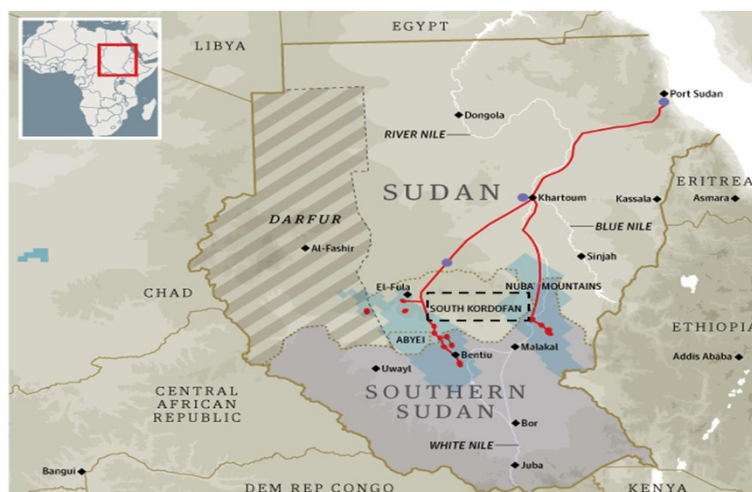 EGYPT
LIBYA
Port Sudan
Dongola
RIVER NILE
SUDAN
Khartoum
Kassala
ERITREA
Asmara
DARFUR
BLUE NILE
Al-Fashir
Sinjah
CHAD
El-Fula
NUBA MOUNTAINS
SOUTH KORDOFAN
ETHIOPIA
ABYEI
Malakal
Bentiu
Addis Ababa
Uwayl
SOUTHERN
SUDAN
CENTRAL
AFRICAN
REPUBLIC
Bor
WHITE NILE
Bangui
Juba
DEM REP CONGO
KENYA